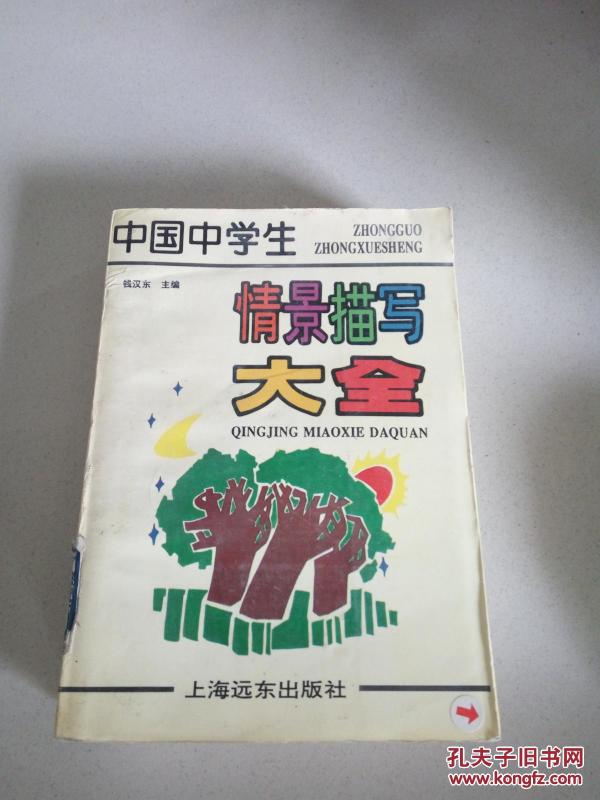 中国中学生
ZHONGGUO
ZHONGXUESHENG
钱汉东 主编
情景描写
大全
QINGJING MIAOXIE DAQUAN
上海远东出版社
孔夫子旧书网
www.kongfz.com